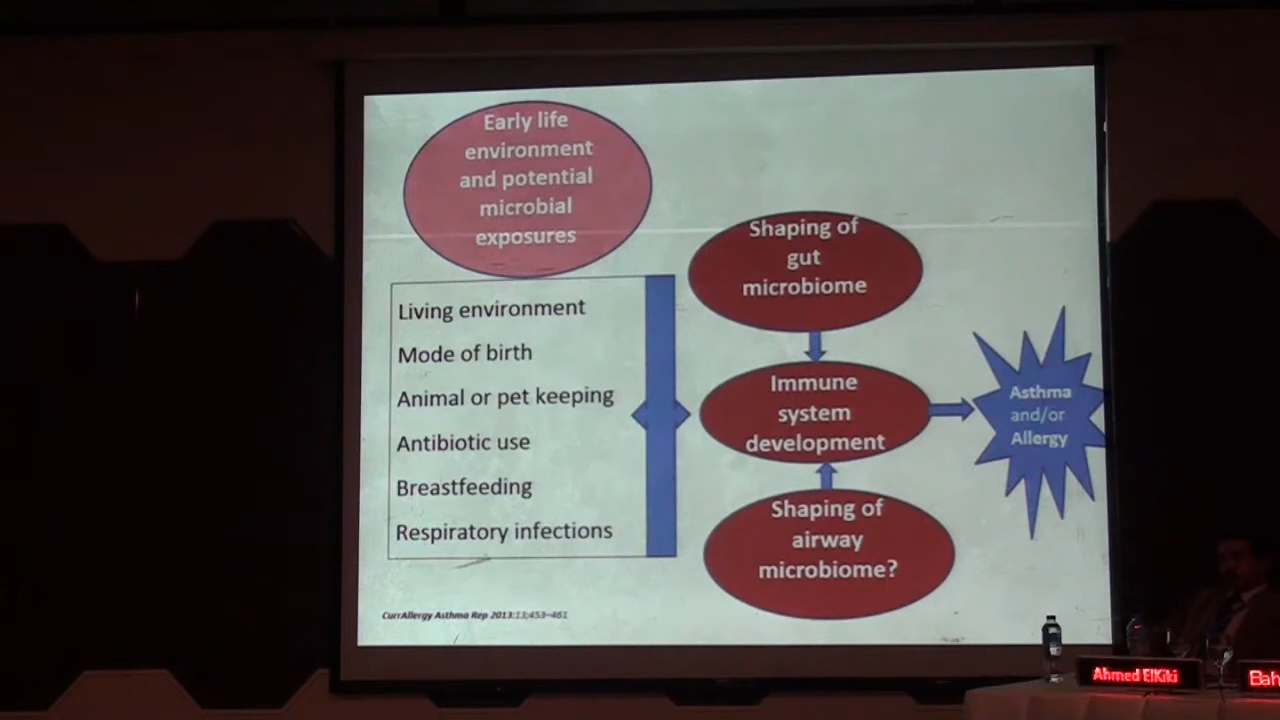 Early life
environment
and potential
microbial
exposures
Living environment
Mode of birth
Animal or pet keeping
Antibiotic use
Breastfeeding
Respiratory infections
Shaping of
gut
microbiome
Immune
system
development
Shaping of
airway
microbiome?
Asthma
and/or
Allergy
CurrAllergy Asthma Rep 2013:13;453-461
Ahmed ElKiki
Bah